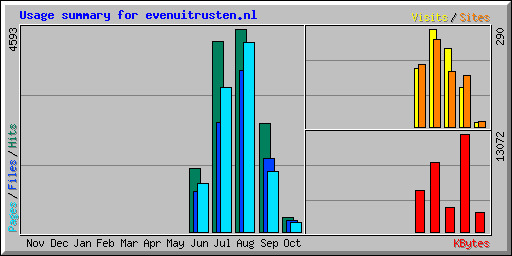 Usage summary for evenuitrusten.nl
Visits/Sites
4593
290
Pages/Files/Hits
13072
Nov Dec Jan Feb Mar Apr May Jun Jul Aug Sep Oct
KBytes